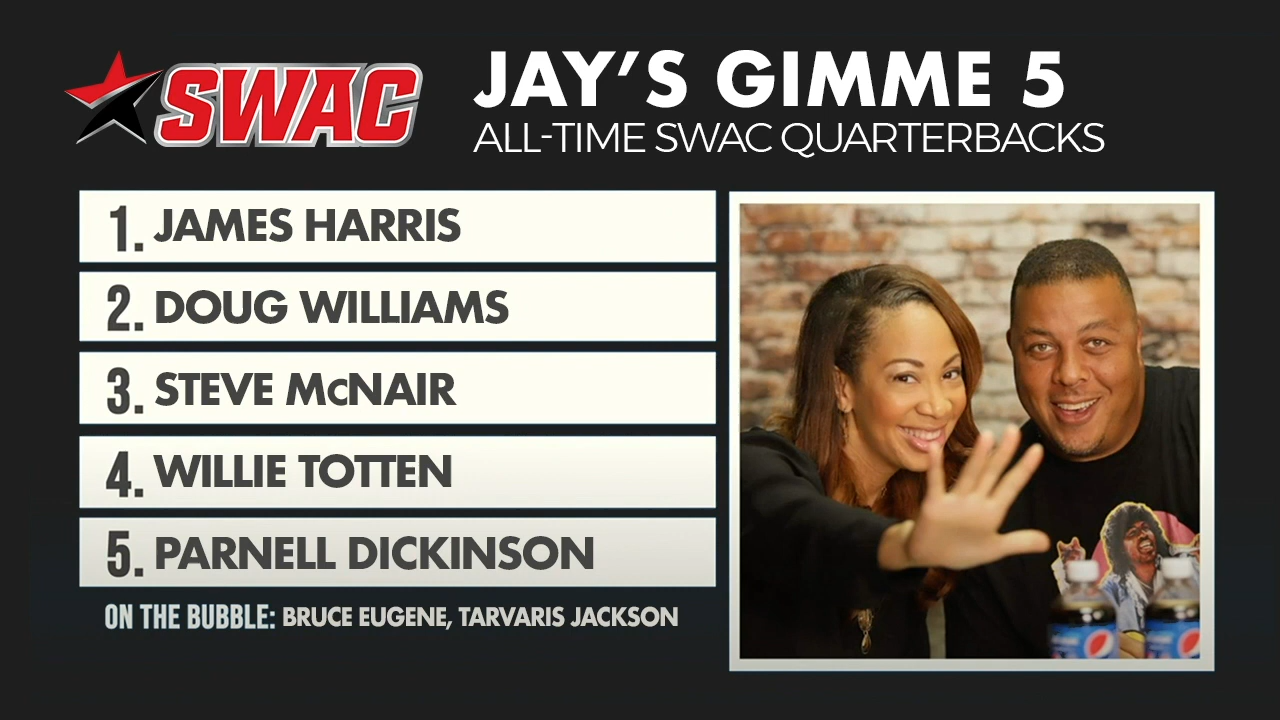 SWAC
JAY'S GIMME 5
ALL-TIME SWAC QUARTERBACKS
1. JAMES HARRIS
2. DOUG WILLIAMS
3. STEVE McNAIR
4. WILLIE TOTTEN
5. PARNELL DICKINSON
ON THE BUBBLE: BRUCE EUGENE, TARVARIS JACKSON